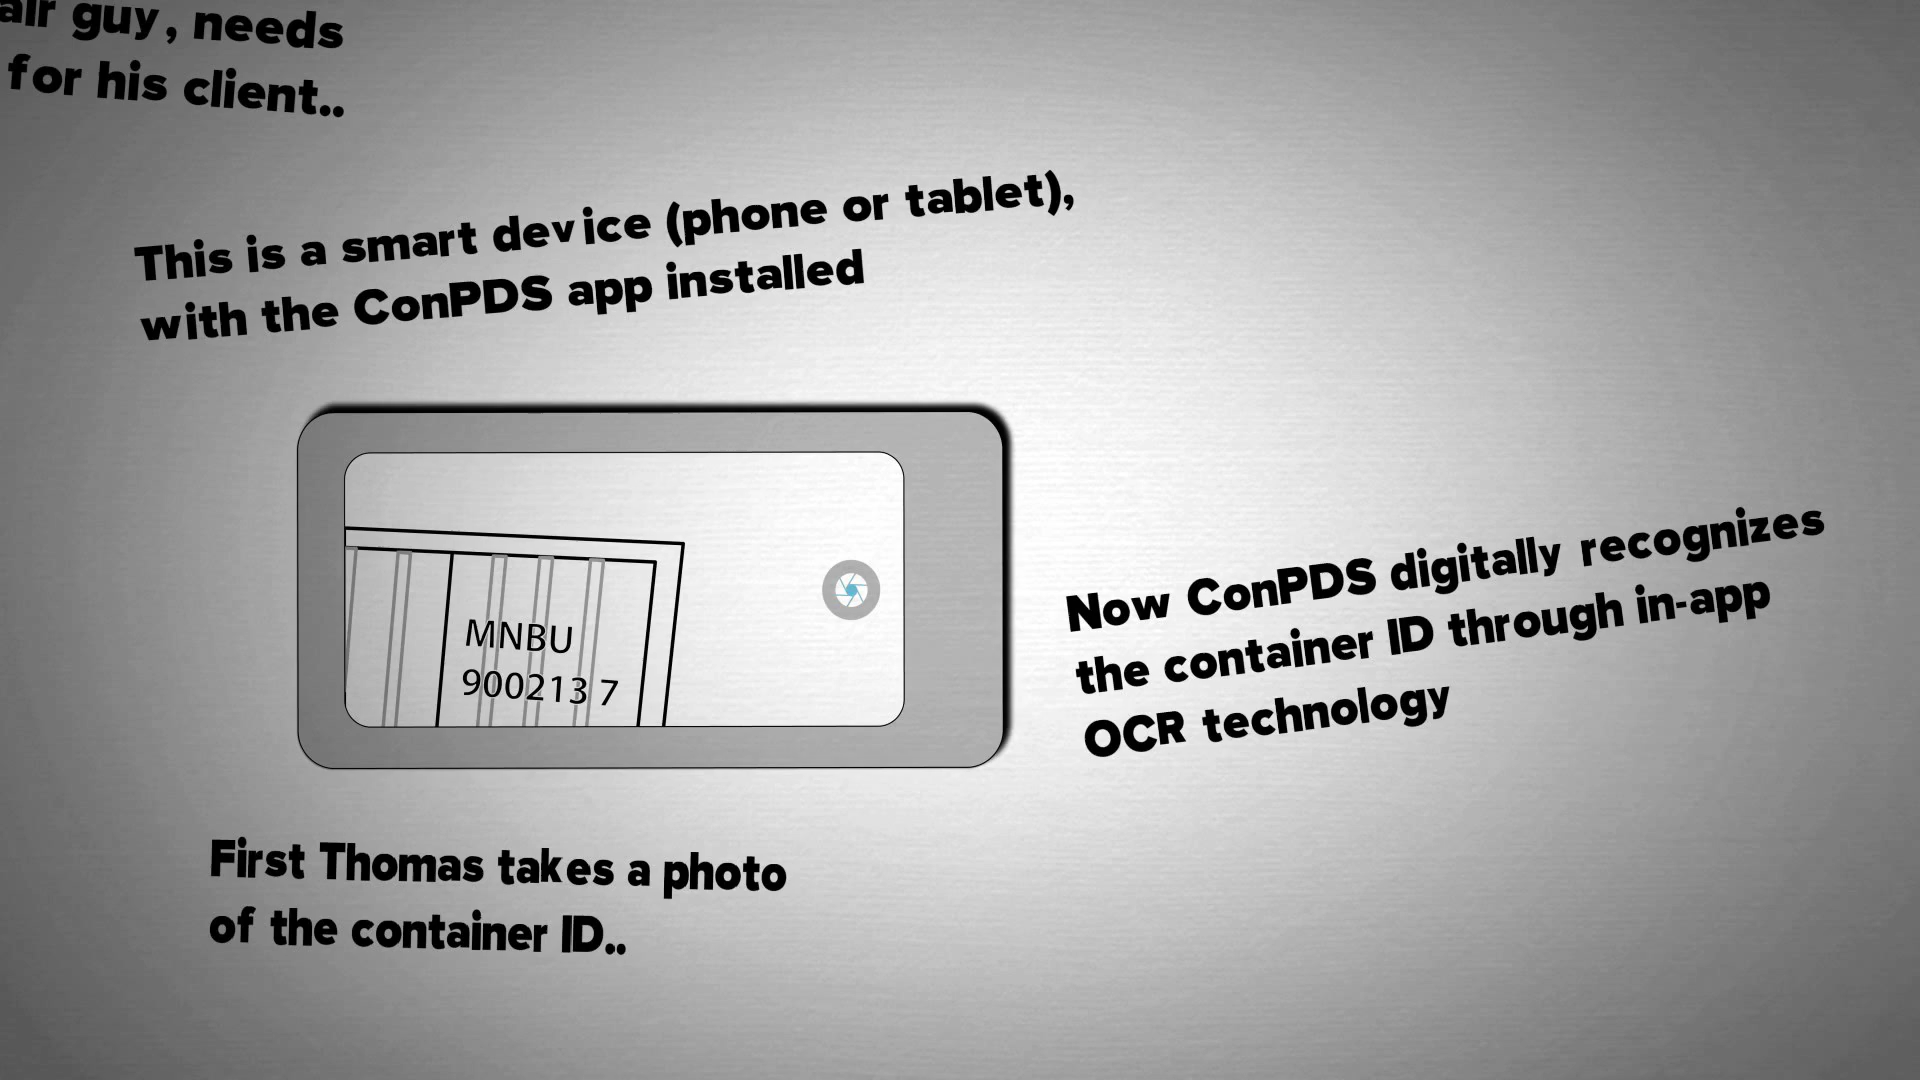 guy, needs
for his client..
This is a smart device (phone or tablet),
with the ConPDS app installed
MNBU
900213 7
Now ConPDS digitally recognizes
the container ID through in-app
OCR technology
First Thomas takes a photo
of the container ID..